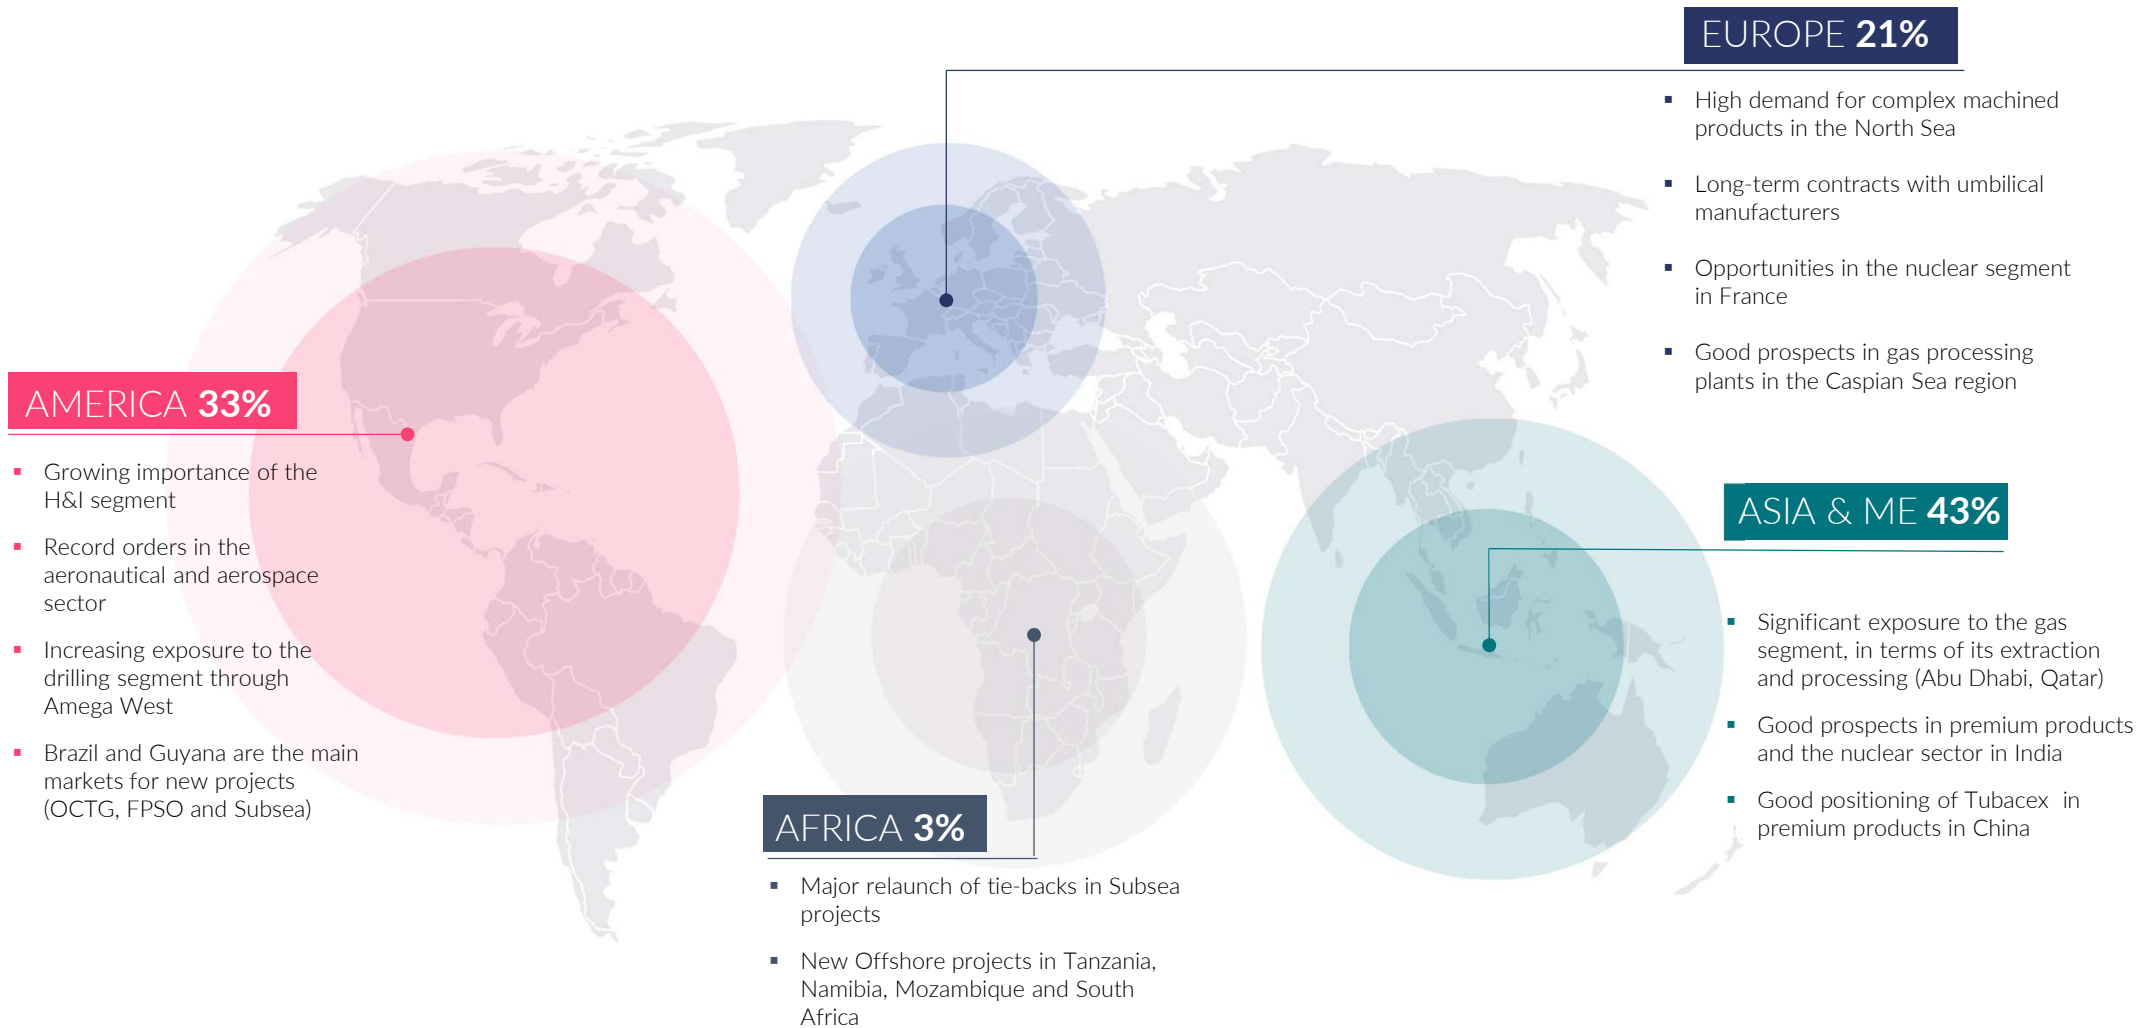 EUROPE 21%
▪ High demand for complex machined
products in the North Sea
▪ Long-term contracts with umbilical
manufacturers
▪ Opportunities in the nuclear segment
in France
▪ Good prospects in gas processing
plants in the Caspian Sea region
AMERICA 33%
▪ Growing importance of the
H&I segment
▪ Record orders in the
aeronautical and aerospace
sector
▪ Increasing exposure to the
drilling segment through
Amega West
▪ Brazil and Guyana are the main
markets for new projects
(OCTG, FPSO and Subsea)
ASIA & ME 43%
▪ Significant exposure to the gas
segment, in terms of its extraction
and processing (Abu Dhabi, Qatar)
▪ Good prospects in premium products
and the nuclear sector in India
▪ Good positioning of Tubacex in
premium products in China
AFRICA 3%
▪ Major relaunch of tie-backs in Subsea
projects
▪ New Offshore projects in Tanzania,
Namibia, Mozambique and South
Africa